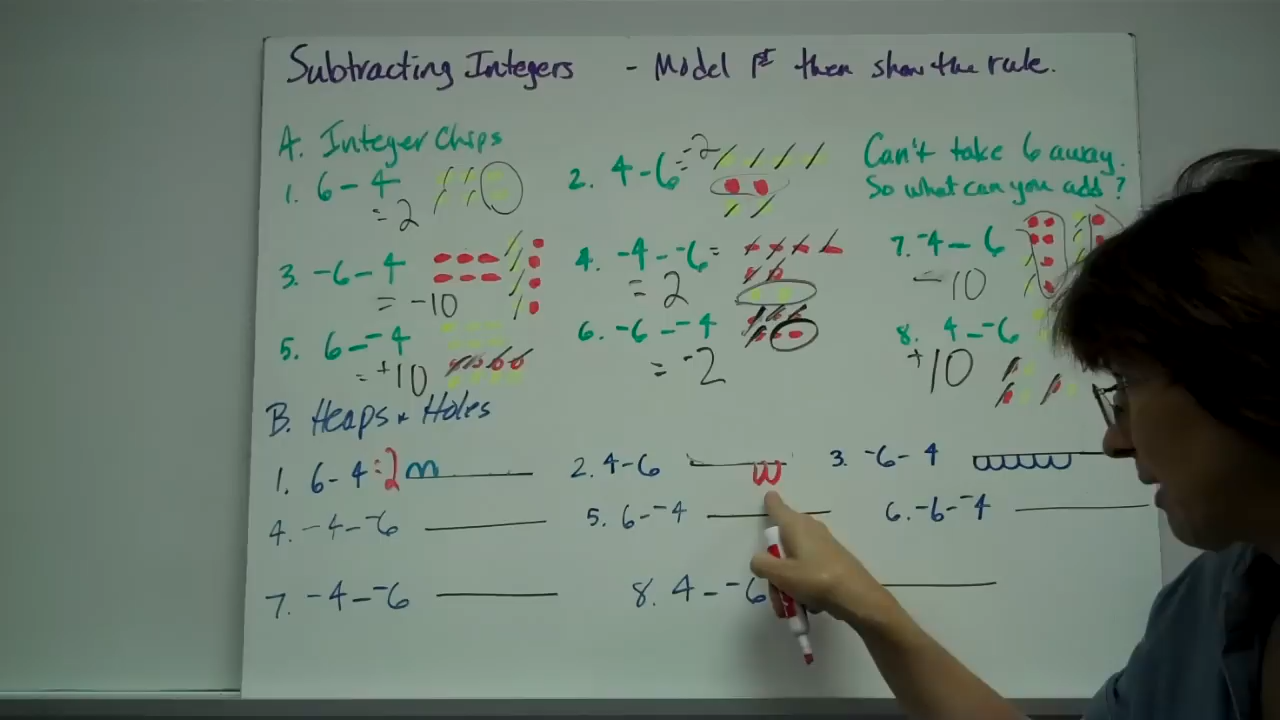 Subtracting Integers - Model 1st then show the rule.
A. Integer Chips
1. 6 - 4 = 2
2. 4 - 6 = -2
Can't take 6 away. So what can you add?
3. -6 - 4 = -10
4. -4 - -6 = = 2
7. -4 - 6 -10
5. 6 - -4 = +10
6. -6 - -4 = -2
8. 4 - -6 +10
B. Heaps + Holes
1. 6 - 4 = 2
2. 4 - 6
3. -6 - 4
4. -4 - -6
5. 6 - -4
6. -6 - -4
7. -4 - -6
8. 4 - -6